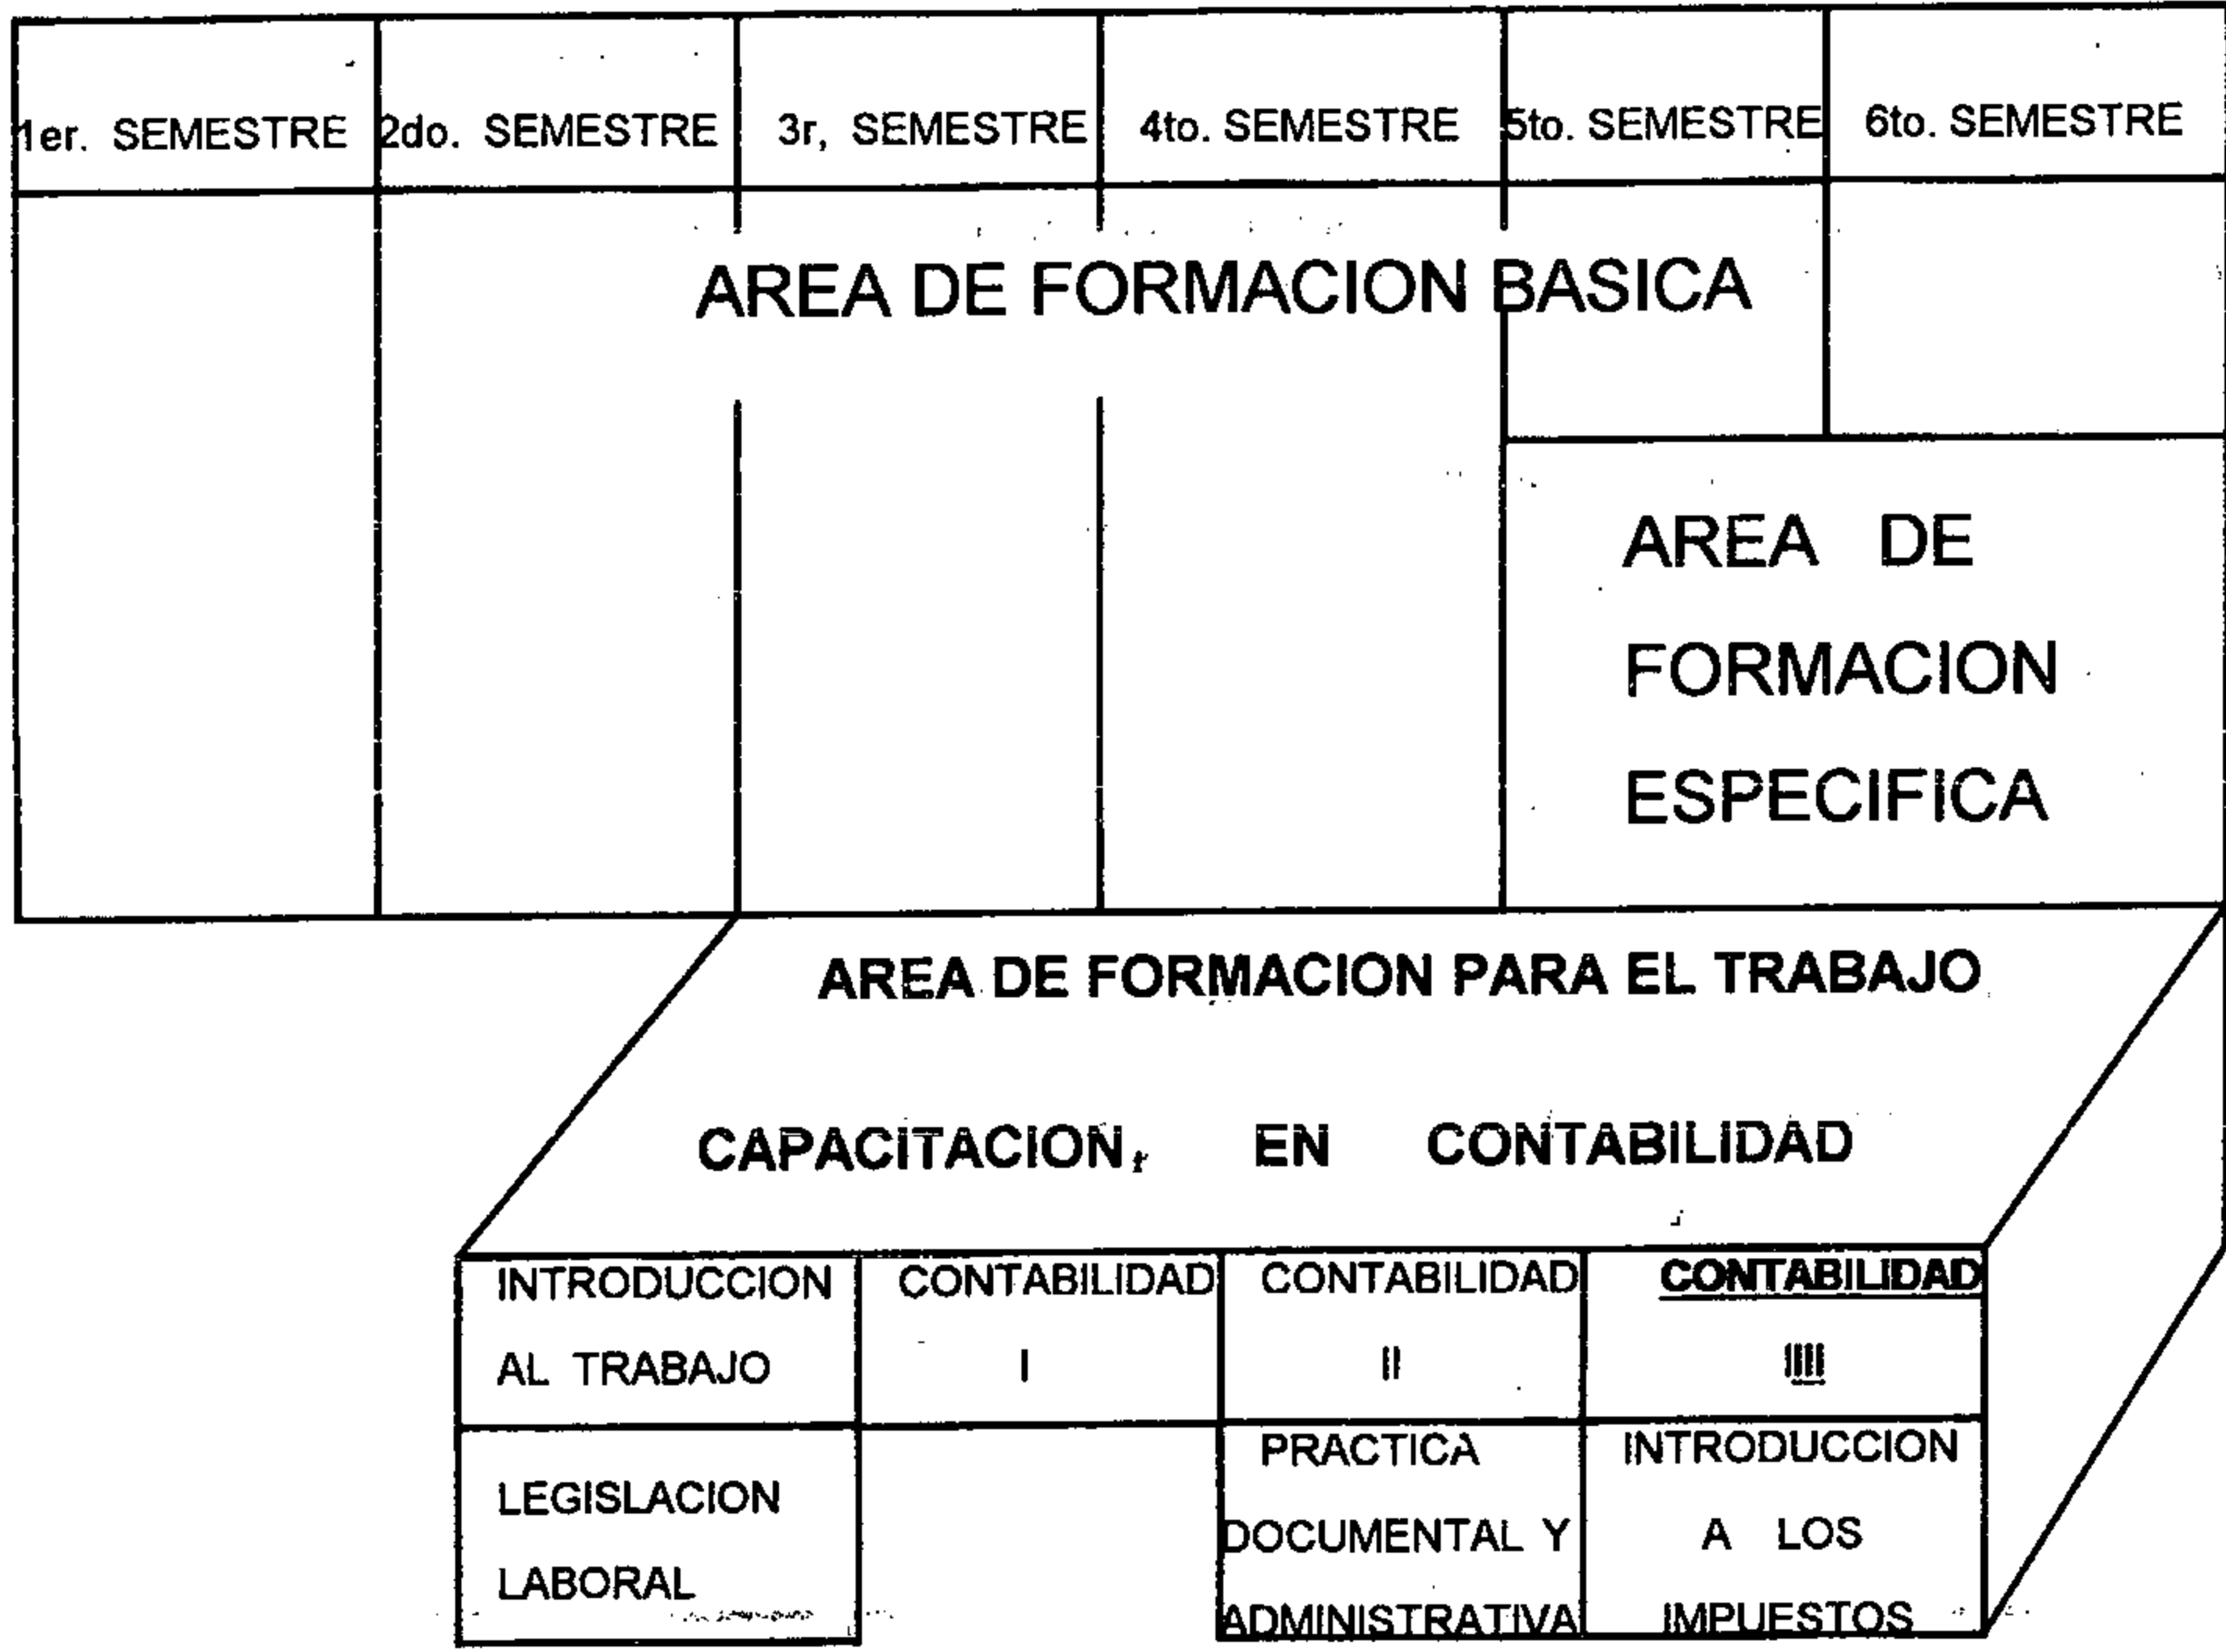 1er. SEMESTRE 2do. SEMESTRE 3r, SEMESTRE 4to. SEMESTRE 5to. SEMESTRE 6to. SEMESTRE
AREA DE FORMACION BASICA
AREA DE
FORMACION
ESPECIFICA
AREA DE FORMACION PARA EL TRABAJO
CAPACITACION, EN CONTABILIDAD
INTRODUCCION
AL TRABAJO
CONTABILIDAD
I
CONTABILIDAD
II
CONTABILIDAD
IIII
LEGISLACION
LABORAL
PRACTICA
DOCUMENTAL Y
ADMINISTRATIVA
INTRODUCCION
A LOS
IMPUESTOS